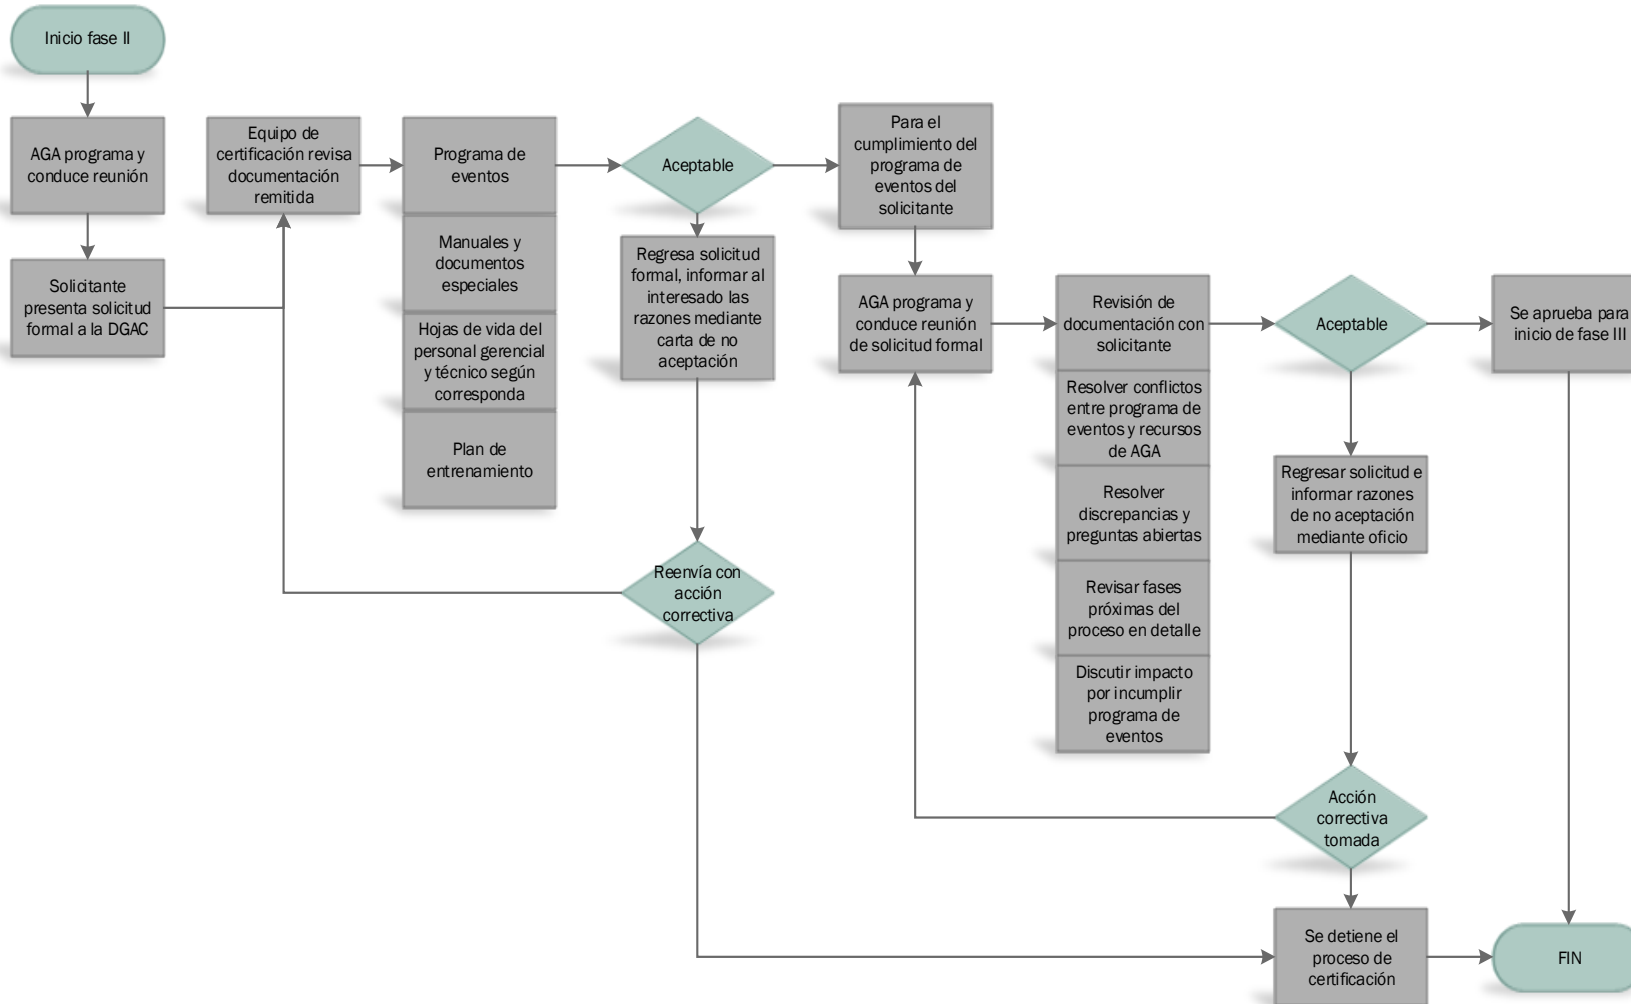 Inicio fase II
AGA programa y
conduce reunión
Solicitante
presenta solicitud
formal a la DGAC
Equipo de
certificación revisa
documentación
remitida
Programa de
eventos
Manuales y
documentos
especiales
Hojas de vida del
personal gerencial
y técnico según
corresponda
Plan de
entrenamiento
Aceptable
Regresa solicitud
formal, informar al
interesado las
razones mediante
carta de no
aceptación
Reenvía con
acción
correctiva
Para el
cumplimiento del
programa de
eventos del
solicitante
AGA programa y
conduce reunión
de solicitud formal
Revisión de
documentación con
solicitante
Resolver conflictos
entre programa de
eventos y recursos
de AGA
Resolver
discrepancias y
preguntas abiertas
Revisar fases
próximas del
proceso en detalle
Discutir impacto
por incumplir
programa de
eventos
Aceptable
Regresar solicitud e
informar razones
de no aceptación
mediante oficio
Acción
correctiva
tomada
Se detiene el
proceso de
certificación
Se aprueba para
inicio de fase III
FIN